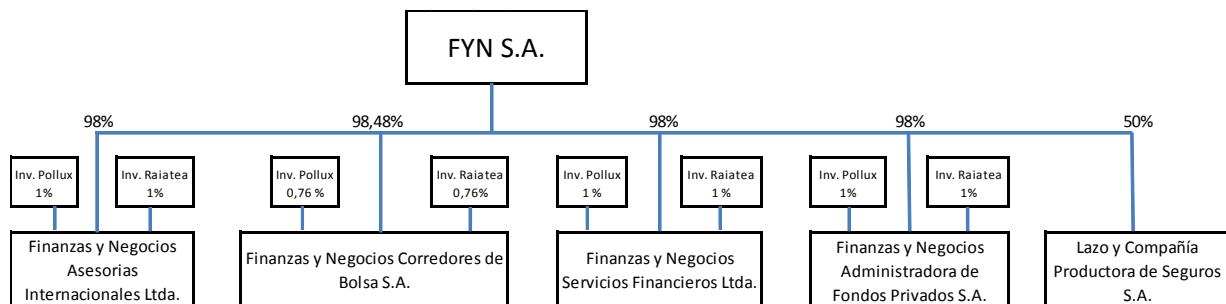 FYN S.A.
98%
98,48%
98%
98%
50%
Inv. Pollux
1%
Inv. Raiatea
1%
Inv. Pollux
0,76 %
Inv. Raiatea
0,76%
Inv. Pollux
1 %
Inv. Raiatea
1 %
Inv. Pollux
1%
Inv. Raiatea
1%
Finanzas y Negocios
Asesorias
Internacionales Ltda.
Finanzas y Negocios Corredores de
Bolsa S.A.
Finanzas y Negocios
Servicios Financieros Ltda.
Finanzas y Negocios
Administradora de
Fondos Privados S.A.
Lazo y Compañía
Productora de Seguros
S.A.